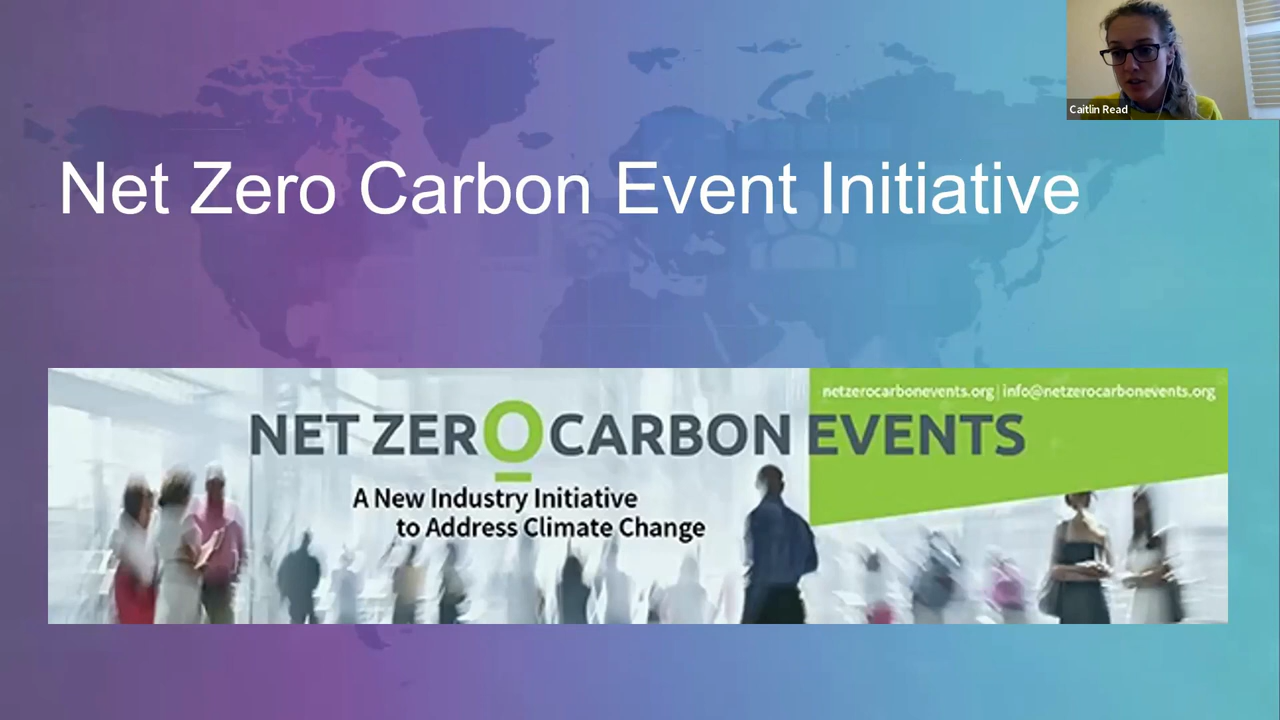 Caitlin Read
Net Zero Carbon Event Initiative
netzerocarbonevents.org | info@netzerocarbonevents.org
NET ZERO CARBON EVENTS
A New Industry Initiative
to Address Climate Change